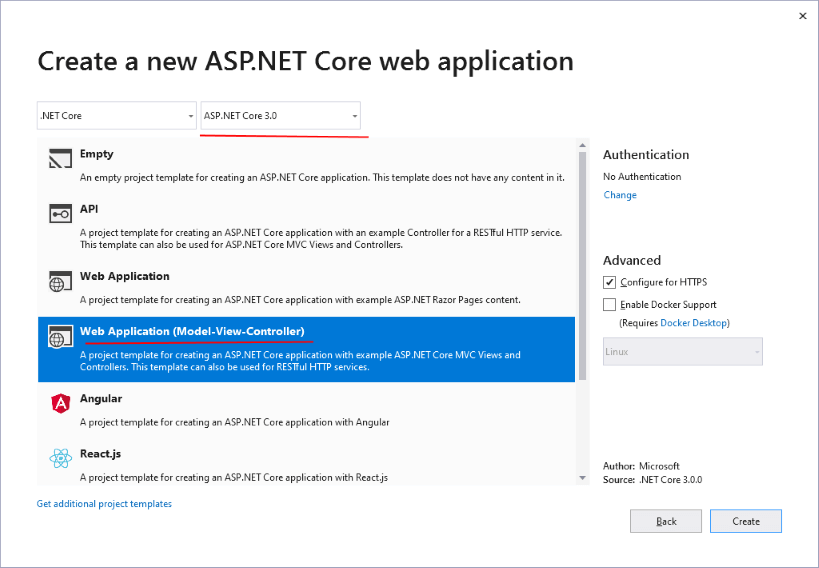 Create a new ASP.NET Core web application
.NET Core
ASP.NET Core 3.0
Empty
An empty project template for creating an ASP.NET Core application. This template does not have any content in it.
API
A project template for creating an ASP.NET Core application with an example Controller for a RESTful HTTP service.
This template can also be used for ASP.NET Core MVC Views and Controllers.
Web Application
A project template for creating an ASP.NET Core application with example ASP.NET Razor Pages content.
Web Application (Model-View-Controller)
A project template for creating an ASP.NET Core application with example ASP.NET Core MVC Views and
Controllers. This template can also be used for RESTful HTTP services.
Angular
A project template for creating an ASP.NET Core application with Angular
React.js
A project template for creating an ASP.NET Core application with React.js
Get additional project templates
Authentication
No Authentication
Change
Advanced
Configure for HTTPS
Enable Docker Support
(Requires Docker Desktop)
Linux
Author: Microsoft
Source: .NET Core 3.0.0
Back
Create